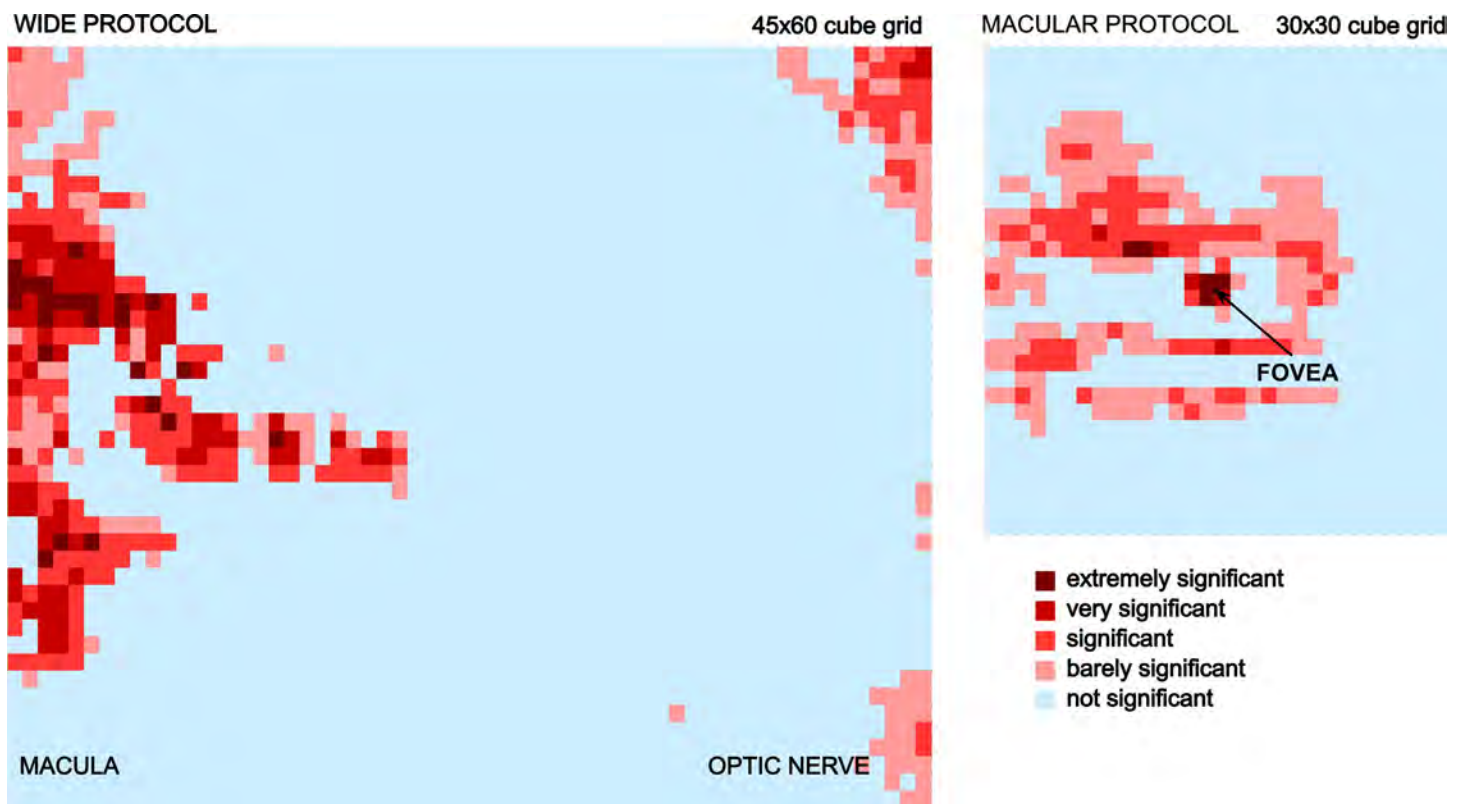 WIDE PROTOCOL 45x60 cube grid
MACULAR PROTOCOL 30x30 cube grid
FOVEA
extremely significant
very significant
significant
barely significant
not significant
MACULA
OPTIC NERVE